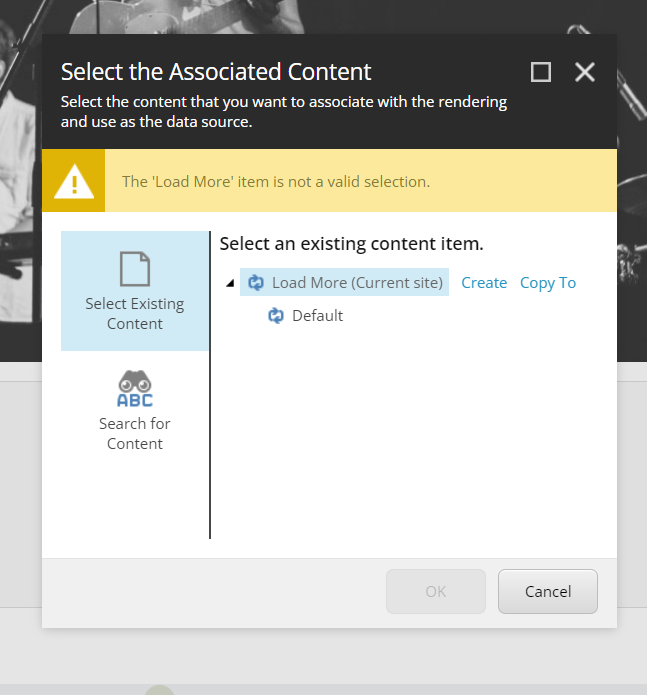 Select the Associated Content
Select the content that you want to associate with the rendering
and use as the data source.
The 'Load More' item is not a valid selection.
Select Existing
Content
Select an existing content item.
Load More (Current site) Create Copy To
Default
ABC
Search for
Content
OK Cancel